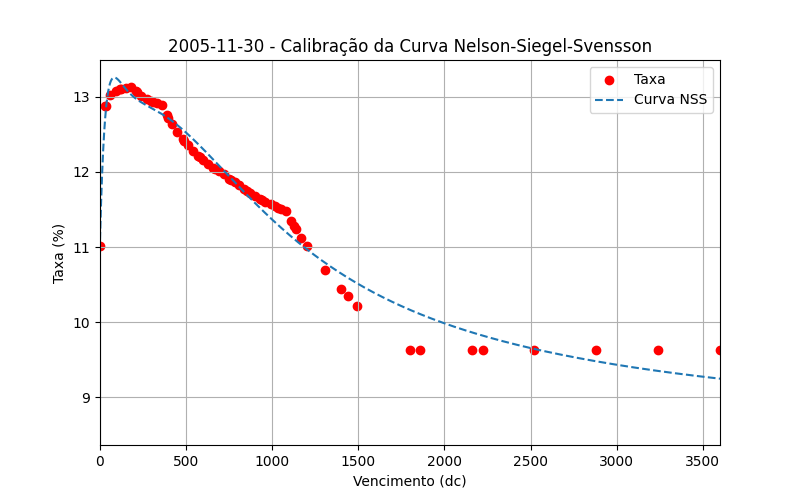 2005-11-30 - Calibração da Curva Nelson-Siegel-Svensson
Taxa
Curva NSS
Taxa (%)
13
12
11
10
9
0 500 1000 1500 2000 2500 3000 3500
Vencimento (dc)